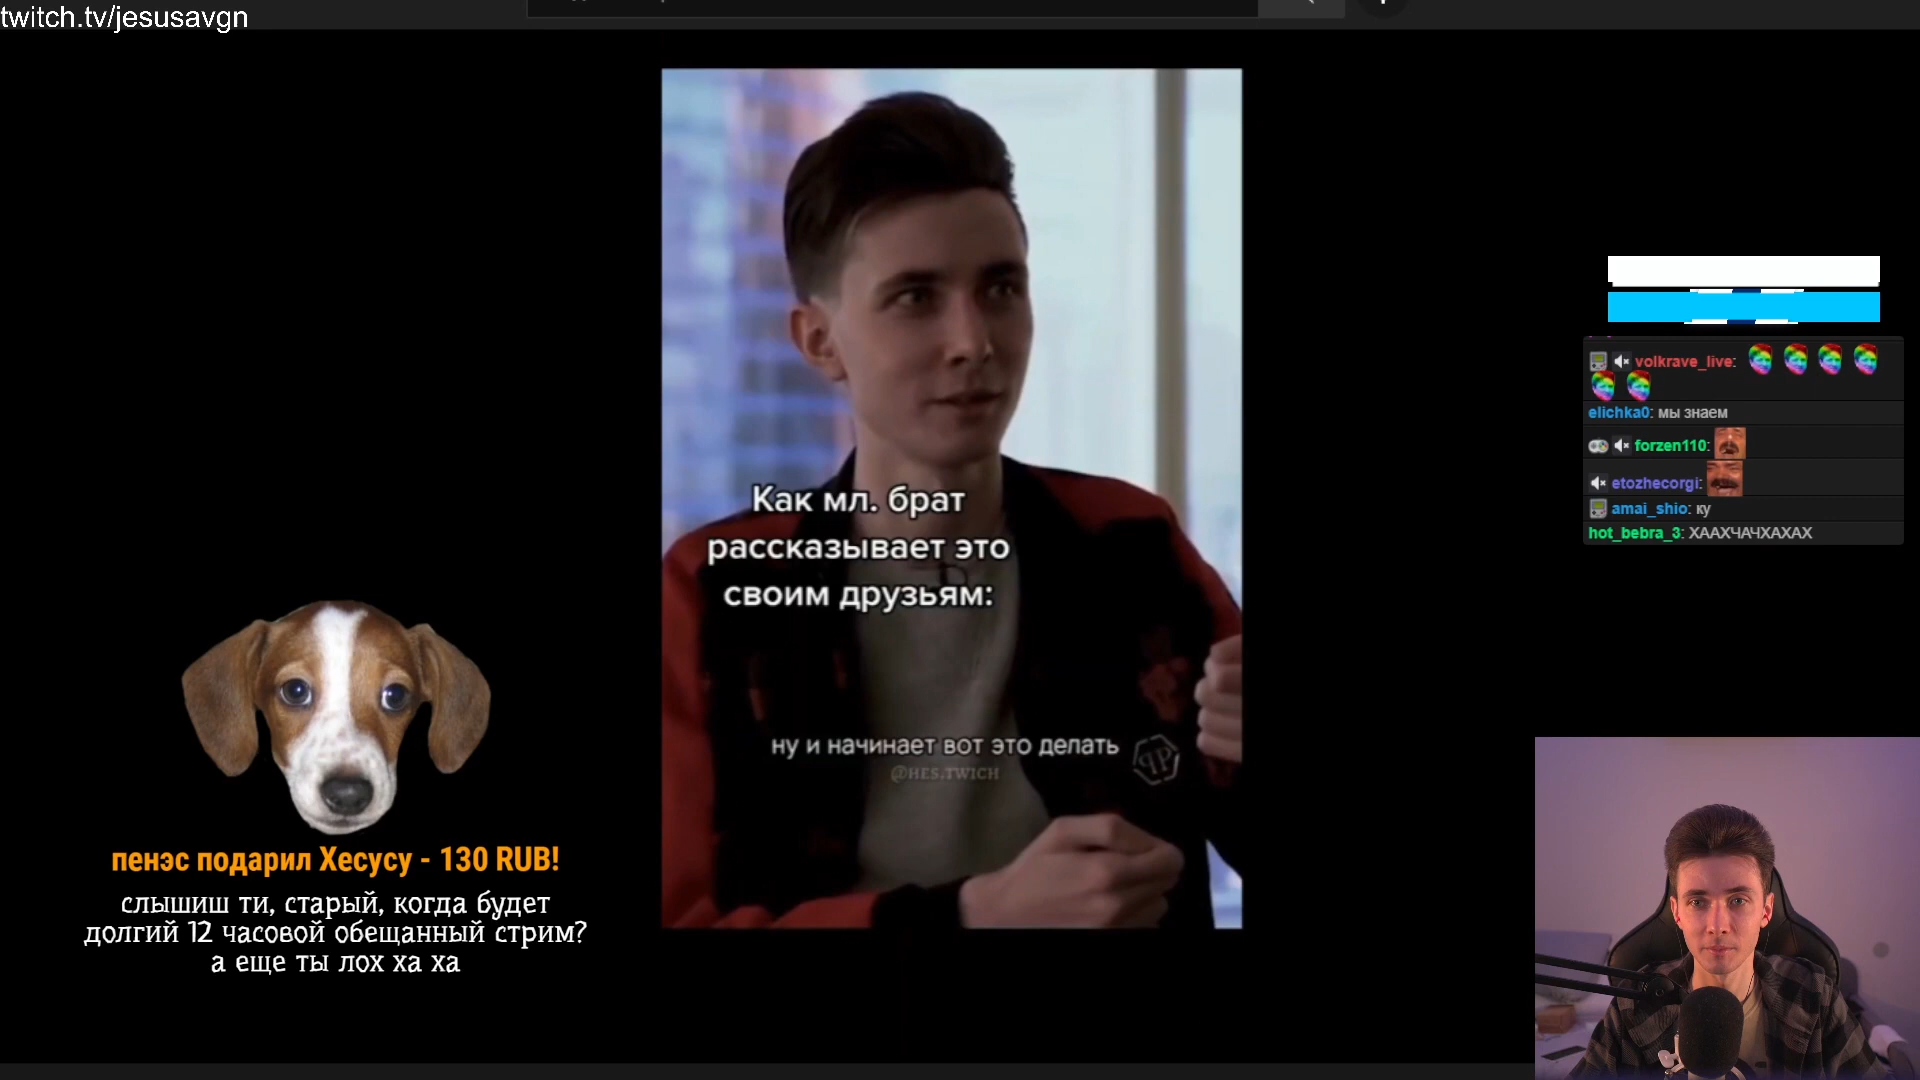 twitch.tv/jesusavgn
Как мл. брат
рассказывает это
своим друзьям:
ну и начинает вот это делать
@HES.TWICH
volkrave_live:
elichka0: мы знаем
forzen110:
etozhecorgi:
amai_shio: ку
hot_bebra_3: ХААХЧАЧХАХАХ
пенэс подарил Хесусу - 130 RUB!
слышиш ти, старый, когда будет
долгий 12 часовой обещанный стрим?
а еще ты лох ха ха